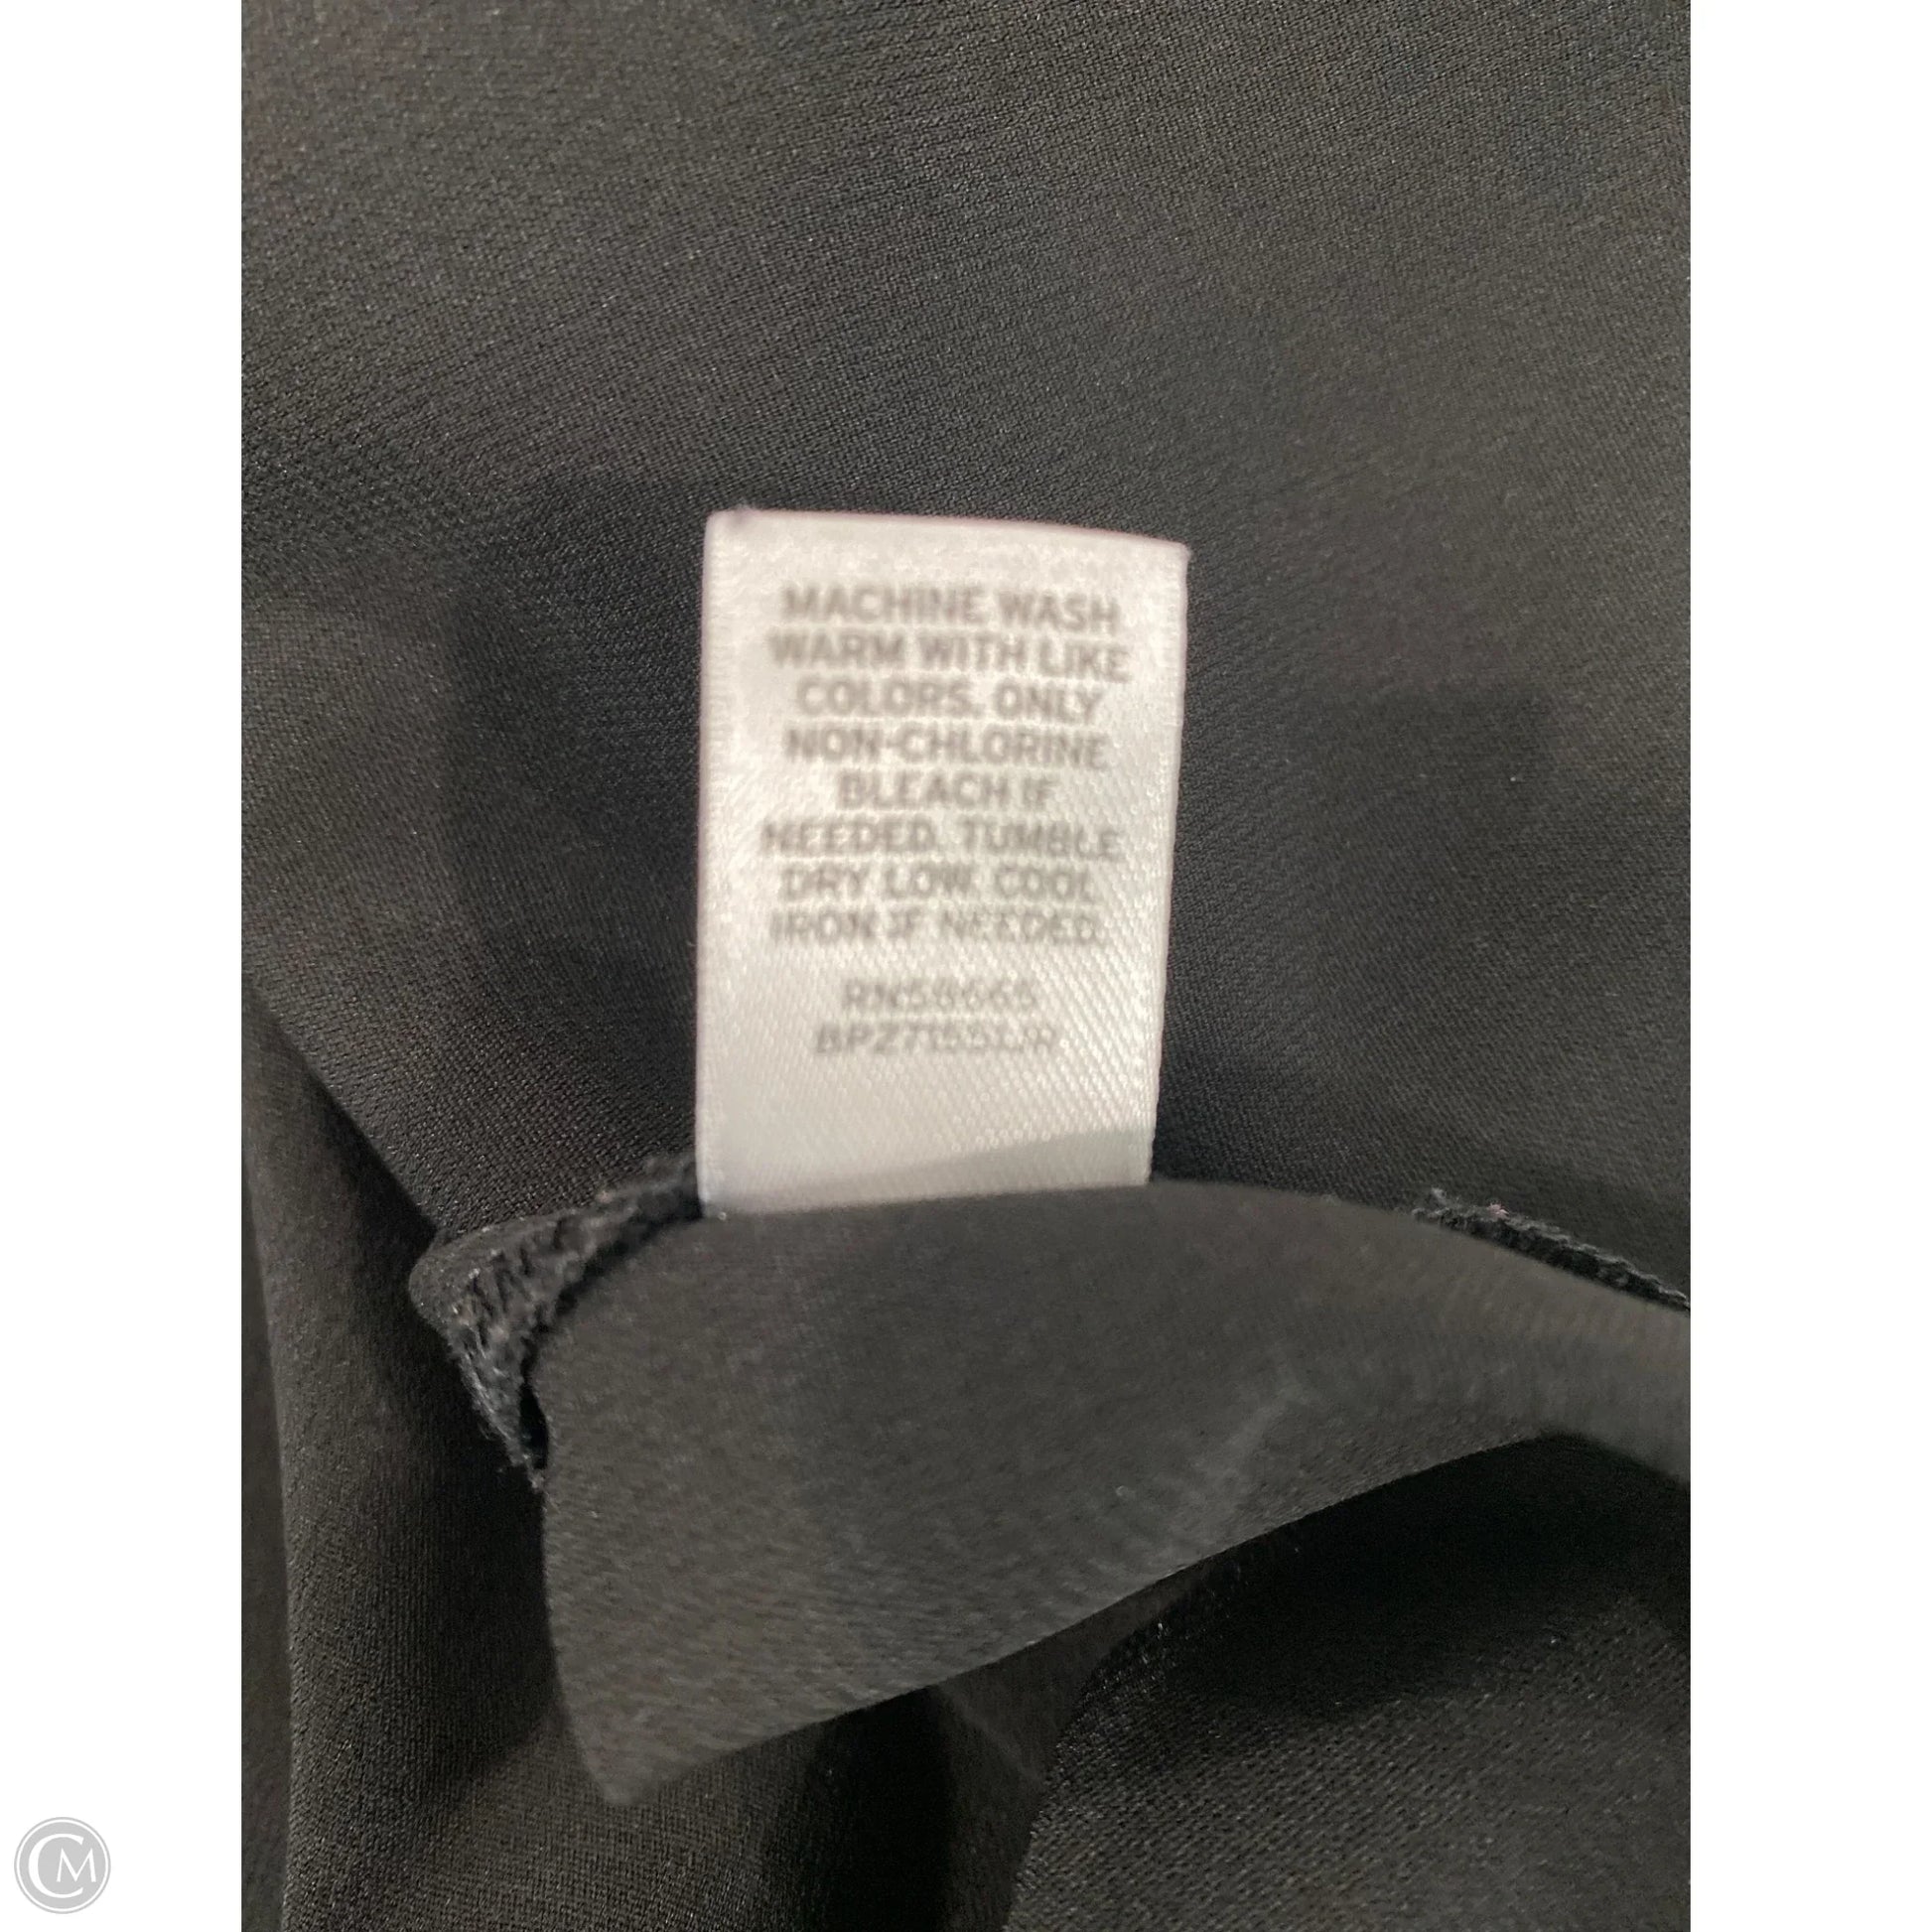 MACHINE WASH
WARM WITH LIKE
COLORS. ONLY
NON-CHLORINE
BLEACH IF
NEEDED. TUMBLE
DRY LOW. COOL
IRON IF NEEDED.
RN58665
CM